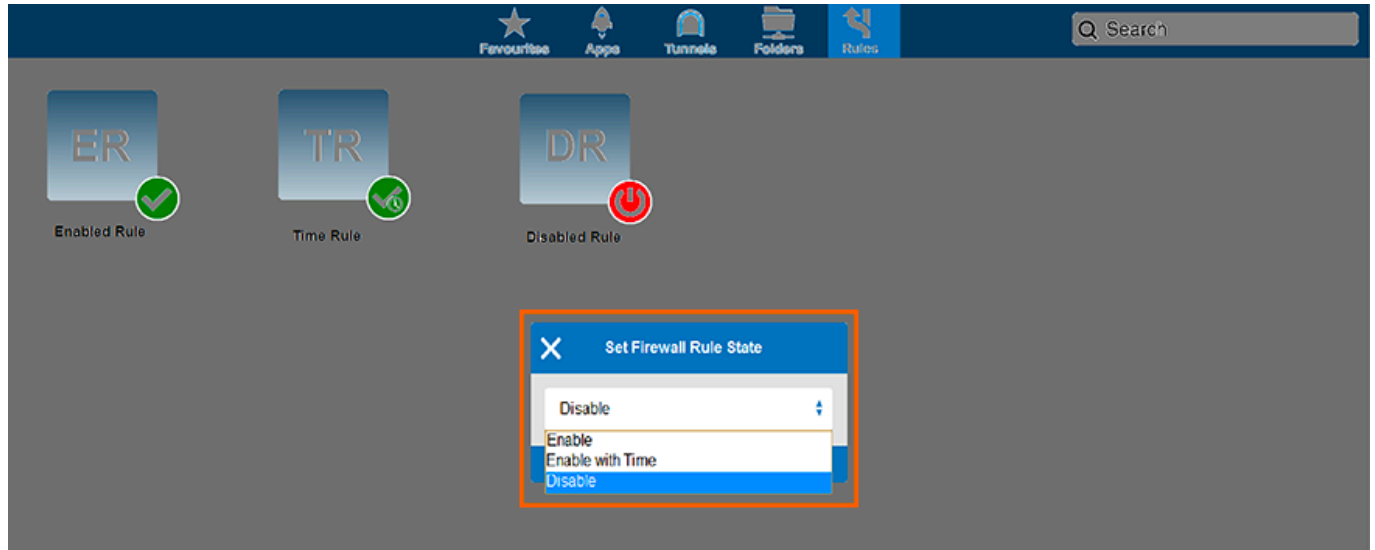 Favourites Apps Tunnels Folders Rules Search
ER TR DR
Enabled Rule Time Rule Disabled Rule
Set Firewall Rule State
Disable
Enable
Enable with Time
Disable